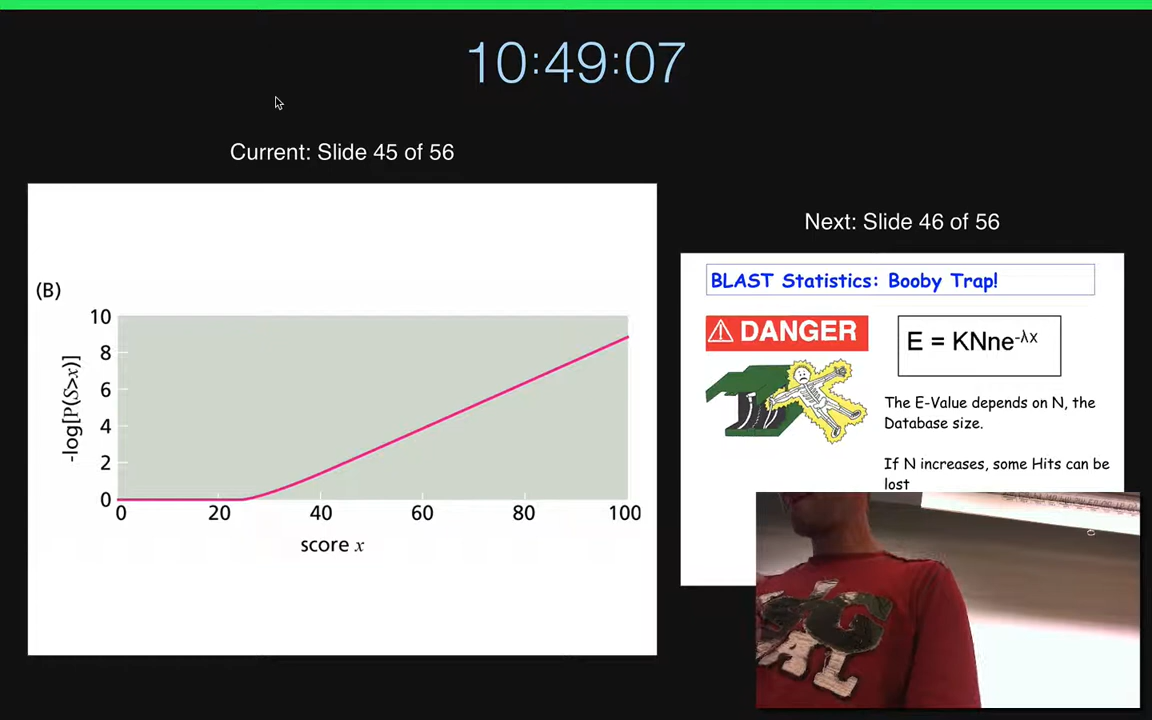 10:49:07
Current: Slide 45 of 56
Next: Slide 46 of 56
(B)
-log[P(S>x)]
10
8
6
4
2
0
0 20 40 60 80 100
score x
BLAST Statistics: Booby Trap!
DANGER
E = KNne-λx
The E-Value depends on N, the
Database size.
If N increases, some Hits can be
lost